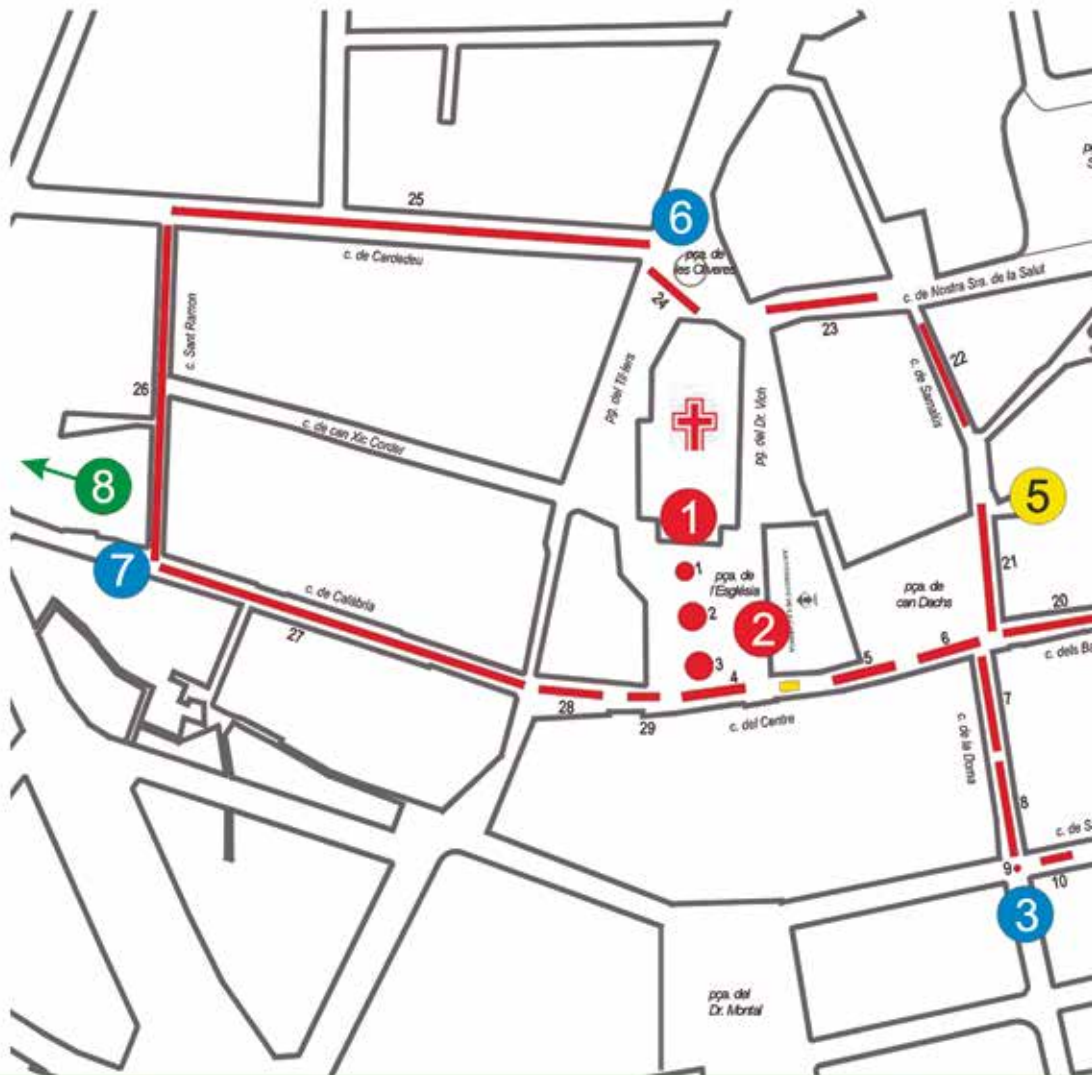 25
6
pça. de
les Oliveres
c. de Cardedeu
c. de Nostra Sra. de la Salut
24
23
22
c. Sant Ramon
26
pg. del Til·lers
pg. del Dr. Vich
c. de Samalús
c. de can Xic Corder
8
1
5
7
1
pça. de
l'Església
pça. de
can Dachs
21
20
c. de Calàbria
2
2
27
3
4
5
6
c. dels Ba
28
29
c. del Centre
c. de la Doma
7
8
c. de S
9
10
3
pça. del
Dr. Montal